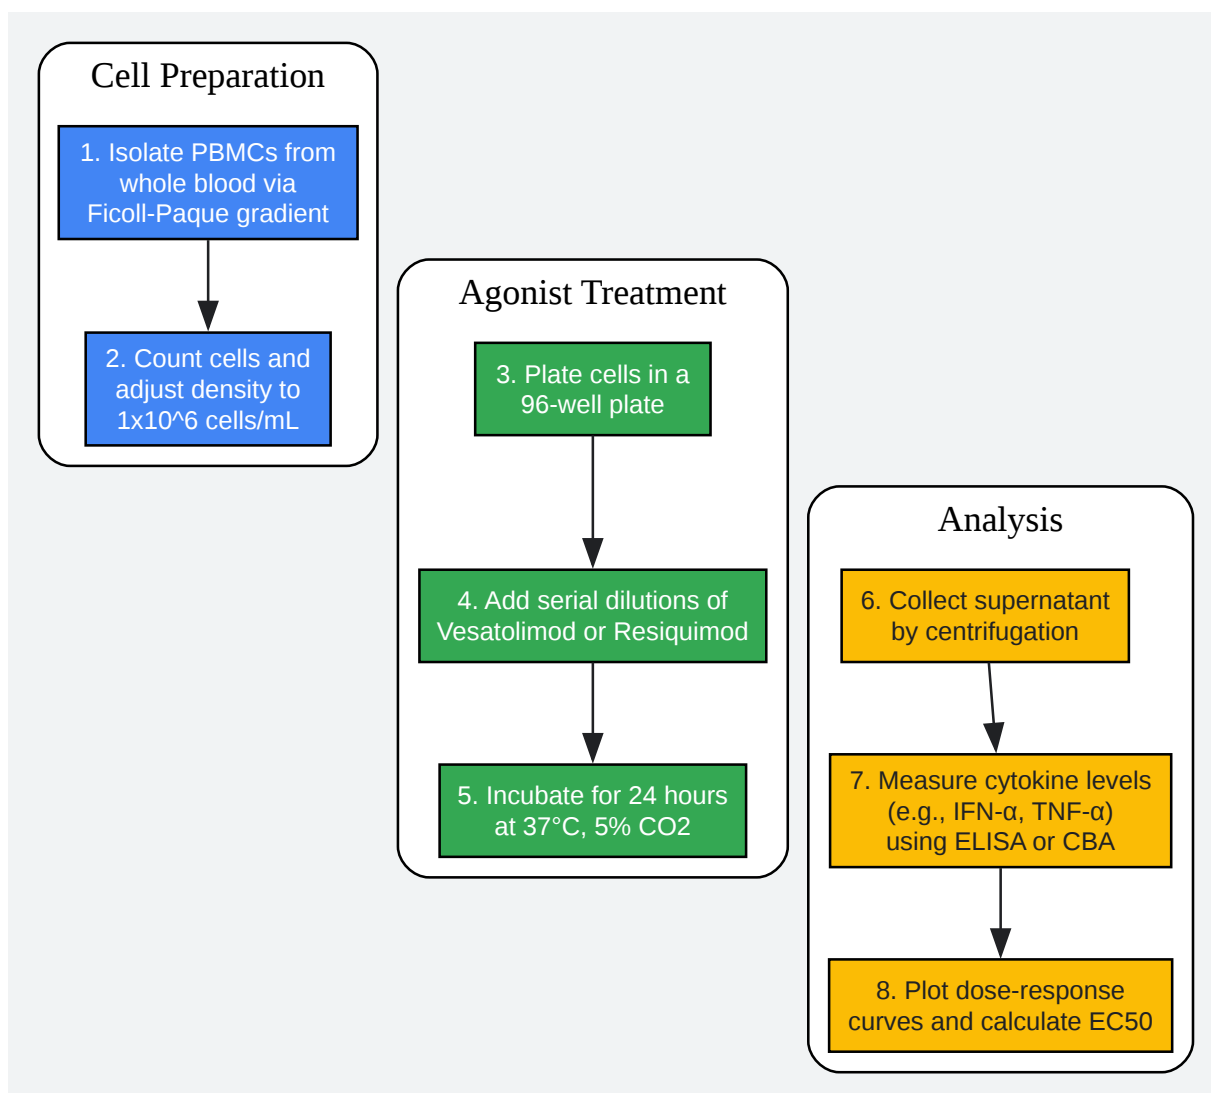 Cell Preparation
1. Isolate PBMCs from
whole blood via
Ficoll-Paque gradient
2. Count cells and
adjust density to
1x10^6 cells/mL
Agonist Treatment
3. Plate cells in a
96-well plate
4. Add serial dilutions of
Vesatolimod or Resiquimod
5. Incubate for 24 hours
at 37°C, 5% CO2
Analysis
6. Collect supernatant
by centrifugation
7. Measure cytokine levels
(e.g., IFN-α, TNF-α)
using ELISA or CBA
8. Plot dose-response
curves and calculate EC50